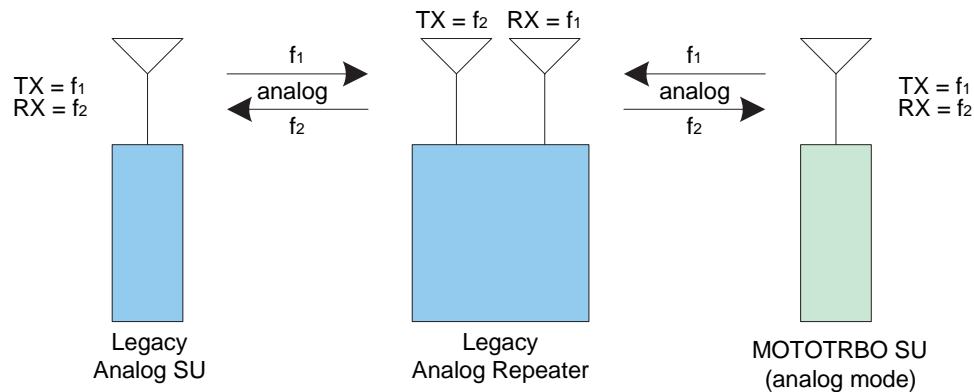 TX = f2 RX = f1
TX = f1
RX = f2
f1
analog
f2
f1
analog
f2
TX = f1
RX = f2
Legacy
Analog SU
Legacy
Analog Repeater
MOTOTRBO SU
(analog mode)